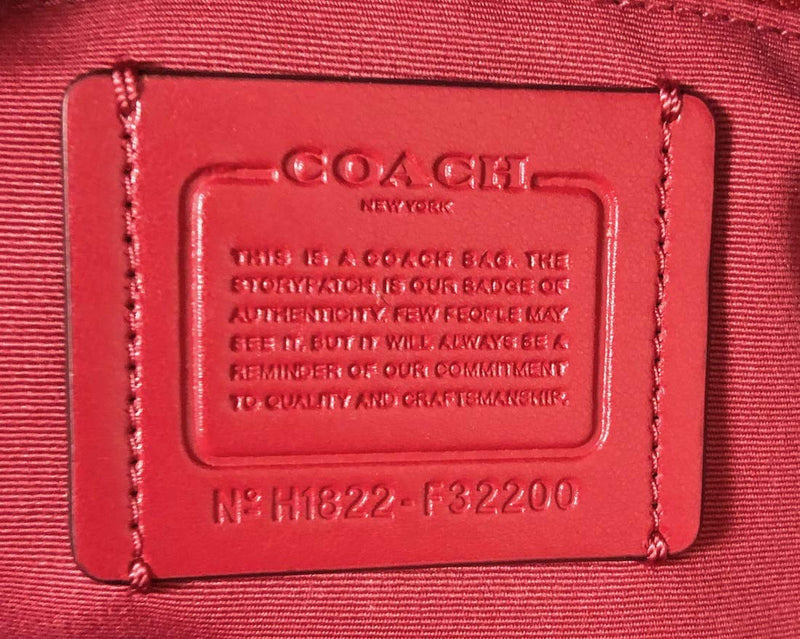 COACH
NEW YORK
THIS IS A COACH BAG. THE
STORYPATCH IS OUR BADGE OF
AUTHENTICITY. FEW PEOPLE MAY
SEE IT, BUT IT WILL ALWAYS BE A
REMINDER OF OUR COMMITMENT
TO QUALITY AND CRAFTSMANSHIP.
Nº H1822-F32200